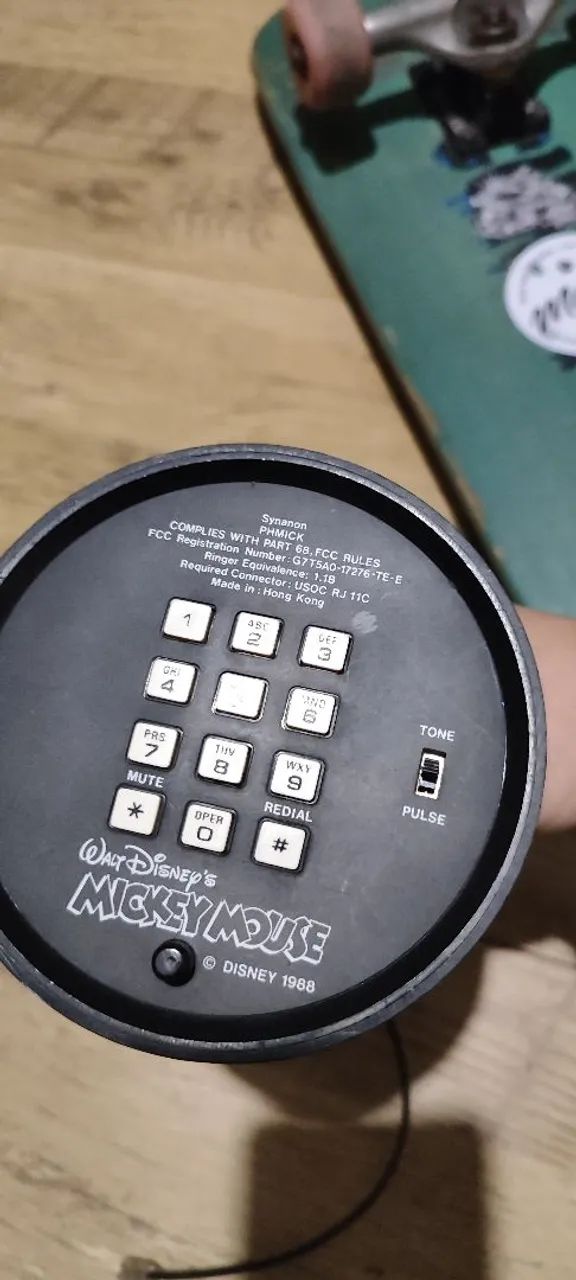 Synanon
PHMICK
COMPLIES WITH PART 68, FCC RULES
FCC Registration Number: G7T5A0-17276-TE-E
Ringer Equivalence: 1.1B
Required Connector: USOC RJ 11C
Made in : Hong Kong
1 ABC 2 DEF 3
GHI 4 MNO 6
PRS 7 TUV 8 WXY 9
MUTE REDIAL
* OPER 0 #
TONE
PULSE
WALT DISNEY'S
MICKEY MOUSE
© DISNEY 1988